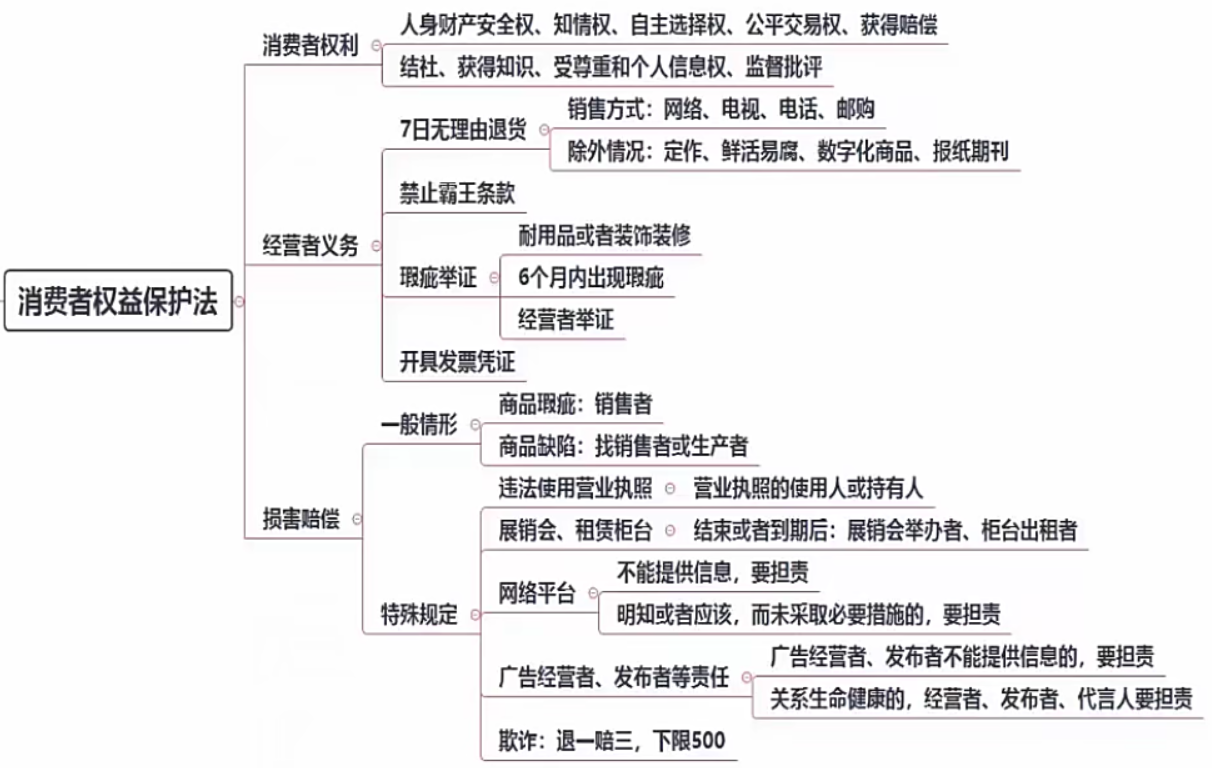 消费者权益保护法
消费者权利
人身财产安全权、知情权、自主选择权、公平交易权、获得赔偿
结社、获得知识、受尊重和个人信息权、监督批评
经营者义务
7日无理由退货
销售方式：网络、电视、电话、邮购
除外情况：定作、鲜活易腐、数字化商品、报纸期刊
禁止霸王条款
瑕疵举证
耐用品或者装饰装修
6个月内出现瑕疵
经营者举证
开具发票凭证
损害赔偿
一般情形
商品瑕疵：销售者
商品缺陷：找销售者或生产者
特殊规定
违法使用营业执照
营业执照的使用人或持有人
展销会、租赁柜台
结束或者到期后：展销会举办者、柜台出租者
网络平台
不能提供信息，要担责
明知或者应该，而未采取必要措施的，要担责
广告经营者、发布者等责任
广告经营者、发布者不能提供信息的，要担责
关系生命健康的，经营者、发布者、代言人要担责
欺诈：退一赔三，下限500